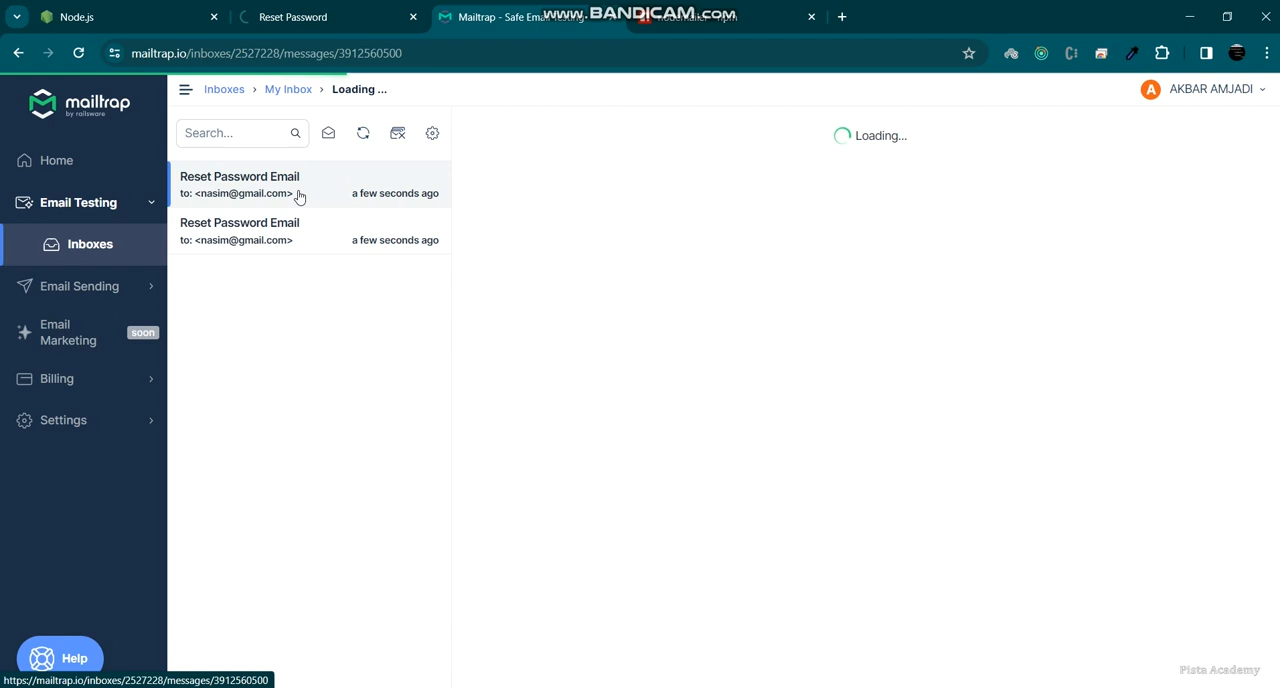 Node.js
Reset Password
Mailtrap - Safe Email Testing
nodemailer - npm
www.BANDICAM.com
mailtrap.io/inboxes/2527228/messages/3912560500
mailtrap
by railsware
Inboxes › My Inbox › Loading ...
A AKBAR AMJADI
Search...
Loading...
Home
Reset Password Email
to: <nasim@gmail.com> a few seconds ago
Email Testing
Reset Password Email
to: <nasim@gmail.com> a few seconds ago
Inboxes
Email Sending
Email
Marketing
soon
Billing
Settings
Help
https://mailtrap.io/inboxes/2527228/messages/3912560500
Pista Academy